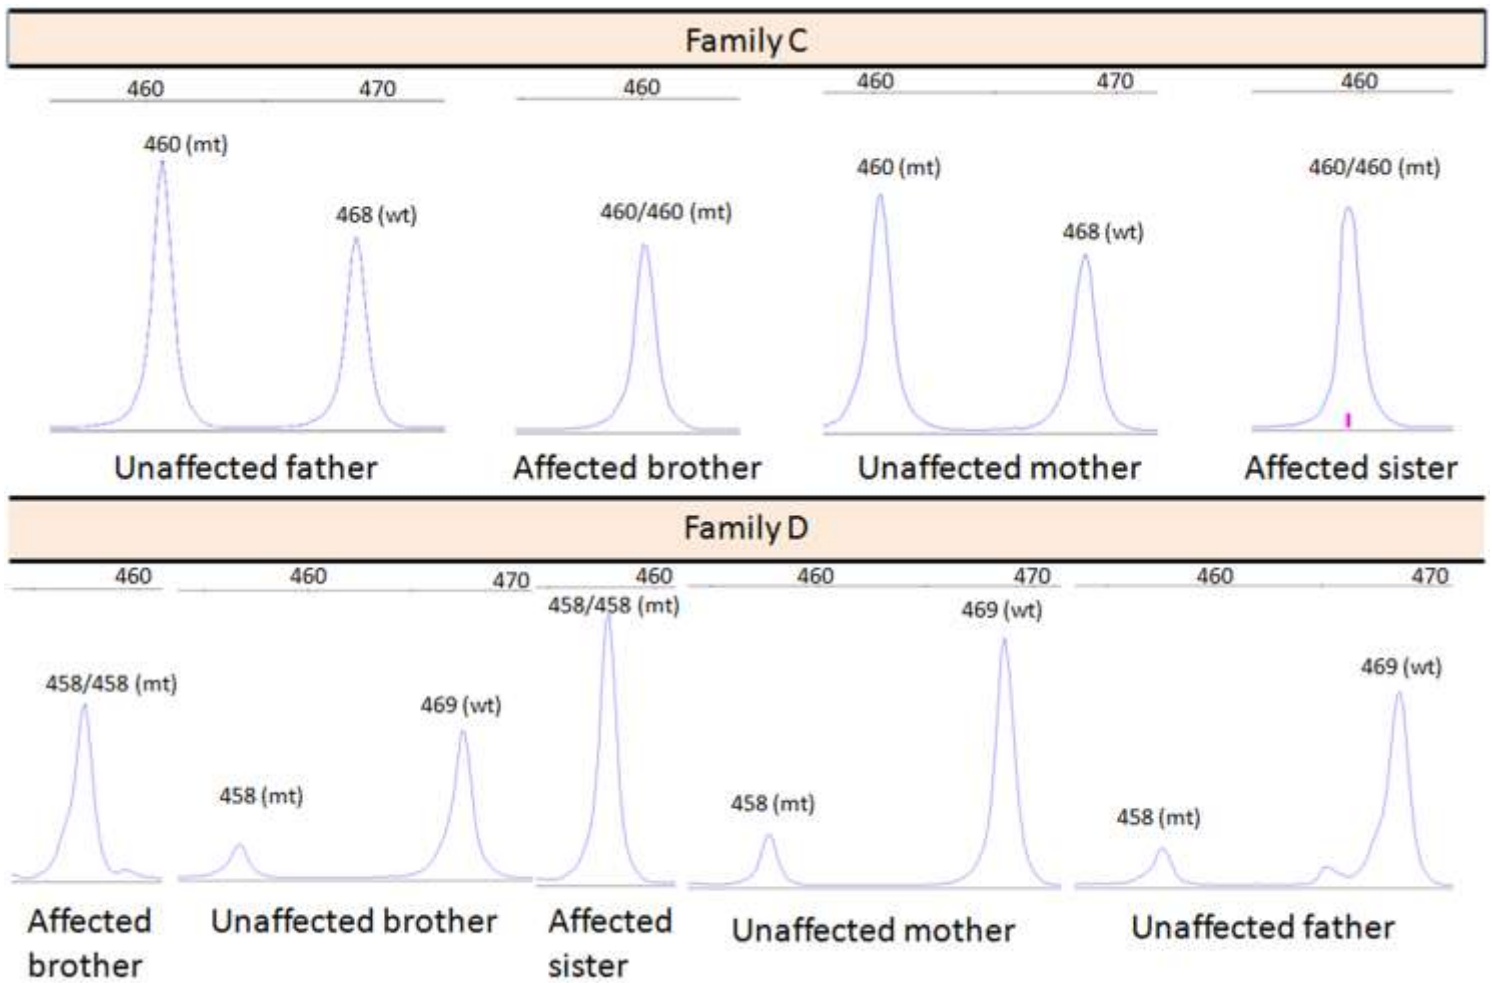 Family C
460 470 460 460 470 460
460 (mt)
468 (wt)
460/460 (mt)
460 (mt)
468 (wt)
460/460 (mt)
Unaffected father
Affected brother
Unaffected mother
Affected sister
Family D
460 460 470 460 460 470 460 470
458/458 (mt)
458 (mt)
469 (wt)
458/458 (mt)
458 (mt)
469 (wt)
458 (mt)
469 (wt)
Affected
brother
Unaffected brother
Affected
sister
Unaffected mother
Unaffected father